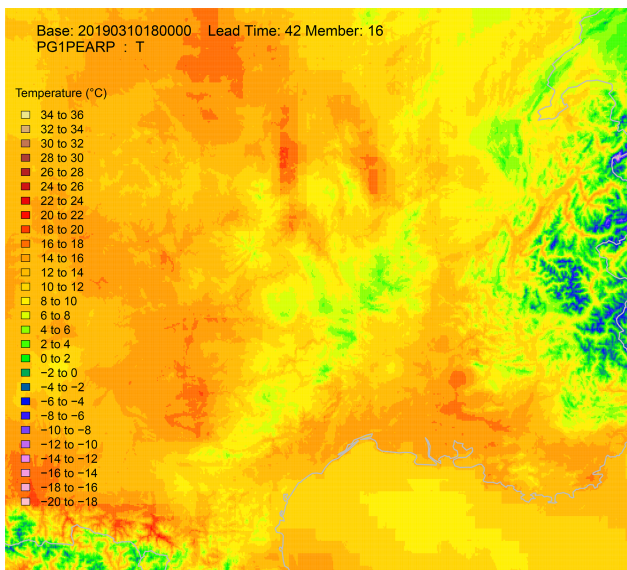 Base: 20190310180000 Lead Time: 42 Member: 16
PG1PEARP : T
Temperature (°C)
34 to 36
32 to 34
30 to 32
28 to 30
26 to 28
24 to 26
22 to 24
20 to 22
18 to 20
16 to 18
14 to 16
12 to 14
10 to 12
8 to 10
6 to 8
4 to 6
2 to 4
0 to 2
−2 to 0
−4 to −2
−6 to −4
−8 to −6
−10 to −8
−12 to −10
−14 to −12
−16 to −14
−18 to −16
−20 to −18